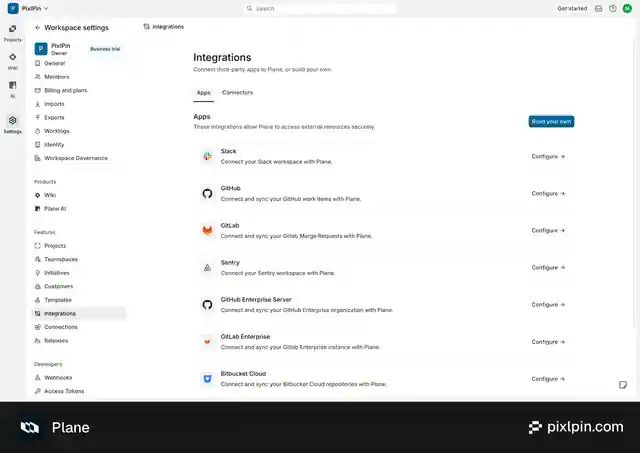 P PixlPin
Search
Get started
M
Projects
Wiki
AI
Settings
Workspace settings
P PixlPin
Owner
Business trial
General
Members
Billing and plans
Imports
Exports
Worklogs
Identity
Workspace Governance
Products
Wiki
Plane AI
Features
Projects
Teamspaces
Initiatives
Customers
Templates
Integrations
Connections
Releases
Developers
Webhooks
Access Tokens
Integrations
Integrations
Connect third-party apps to Plane, or build your own.
Apps Connectors
Apps
These integrations allow Plane to access external resources securely.
Build your own
Slack
Connect your Slack workspace with Plane.
Configure →
GitHub
Connect and sync your GitHub work items with Plane.
Configure →
GitLab
Connect and sync your Gitlab Merge Requests with Plane.
Configure →
Sentry
Connect your Sentry workspace with Plane.
Configure →
GitHub Enterprise Server
Connect and sync your GitHub Enterprise organization with Plane.
Configure →
GitLab Enterprise
Connect and sync your Gitlab Enterprise instance with Plane.
Configure →
Bitbucket Cloud
Connect and sync your Bitbucket Cloud repositories with Plane.
Configure →
Plane
pixlpin.com